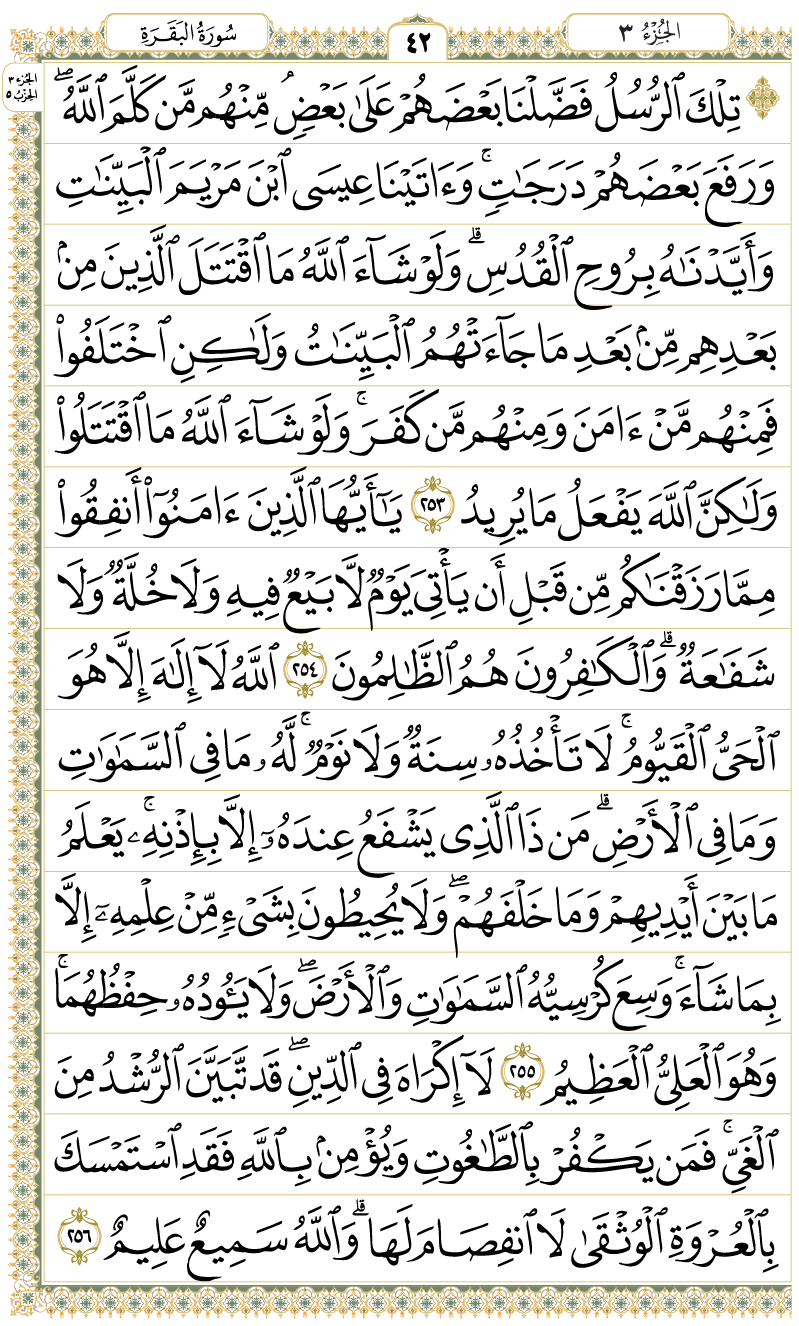 سُورَةُ البَقَرَةِ
٤٢
الجُزْءُ ٣
الجزء ٣
الحزب ٥
تِلْكَ ٱلرُّسُلُ فَضَّلْنَا بَعْضَهُمْ عَلَىٰ بَعْضٍۘ مِّنْهُم مَّن كَلَّمَ ٱللَّهُۖ
وَرَفَعَ بَعْضَهُمْ دَرَجَٰتٍۚ وَءَاتَيْنَا عِيسَى ٱبْنَ مَرْيَمَ ٱلْبَيِّنَٰتِ
وَأَيَّدْنَٰهُ بِرُوحِ ٱلْقُدُسِۗ وَلَوْ شَآءَ ٱللَّهُ مَا ٱقْتَتَلَ ٱلَّذِينَ مِنۢ
بَعْدِهِم مِّنۢ بَعْدِ مَا جَآءَتْهُمُ ٱلْبَيِّنَٰتُ وَلَٰكِنِ ٱخْتَلَفُوا۟
فَمِنْهُم مَّنْ ءَامَنَ وَمِنْهُم مَّن كَفَرَۚ وَلَوْ شَآءَ ٱللَّهُ مَا ٱقْتَتَلُوا۟
وَلَٰكِنَّ ٱللَّهَ يَفْعَلُ مَا يُرِيدُ ٢٥٣ يَٰٓأَيُّهَا ٱلَّذِينَ ءَامَنُوٓا۟ أَنفِقُوا۟
مِمَّا رَزَقْنَٰكُم مِّن قَبْلِ أَن يَأْتِىَ يَوْمٌ لَّا بَيْعٌ فِيهِ وَلَا خُلَّةٌ وَلَا
شَفَٰعَةٌۗ وَٱلْكَٰفِرُونَ هُمُ ٱلظَّٰلِمُونَ ٢٥٤ ٱللَّهُ لَآ إِلَٰهَ إِلَّا هُوَ
ٱلْحَىُّ ٱلْقَيُّومُۚ لَا تَأْخُذُهُۥ سِنَةٌ وَلَا نَوْمٌۚ لَّهُۥ مَا فِى ٱلسَّمَٰوَٰتِ
وَمَا فِى ٱلْأَرْضِۗ مَن ذَا ٱلَّذِى يَشْفَعُ عِندَهُۥٓ إِلَّا بِإِذْنِهِۦۚ يَعْلَمُ
مَا بَيْنَ أَيْدِيهِمْ وَمَا خَلْفَهُمْۖ وَلَا يُحِيطُونَ بِشَىْءٍ مِّنْ عِلْمِهِۦٓ إِلَّا
بِمَا شَآءَۚ وَسِعَ كُرْسِيُّهُ ٱلسَّمَٰوَٰتِ وَٱلْأَرْضَۖ وَلَا يَـُٔودُهُۥ حِفْظُهُمَاۚ
وَهُوَ ٱلْعَلِىُّ ٱلْعَظِيمُ ٢٥٥ لَآ إِكْرَاهَ فِى ٱلدِّينِۖ قَد تَّبَيَّنَ ٱلرُّشْدُ مِنَ
ٱلْغَىِّۚ فَمَن يَكْفُرْ بِٱلطَّٰغُوتِ وَيُؤْمِنۢ بِٱللَّهِ فَقَدِ ٱسْتَمْسَكَ
بِٱلْعُرْوَةِ ٱلْوُثْقَىٰ لَا ٱنفِصَامَ لَهَاۗ وَٱللَّهُ سَمِيعٌ عَلِيمٌ ٢٥٦